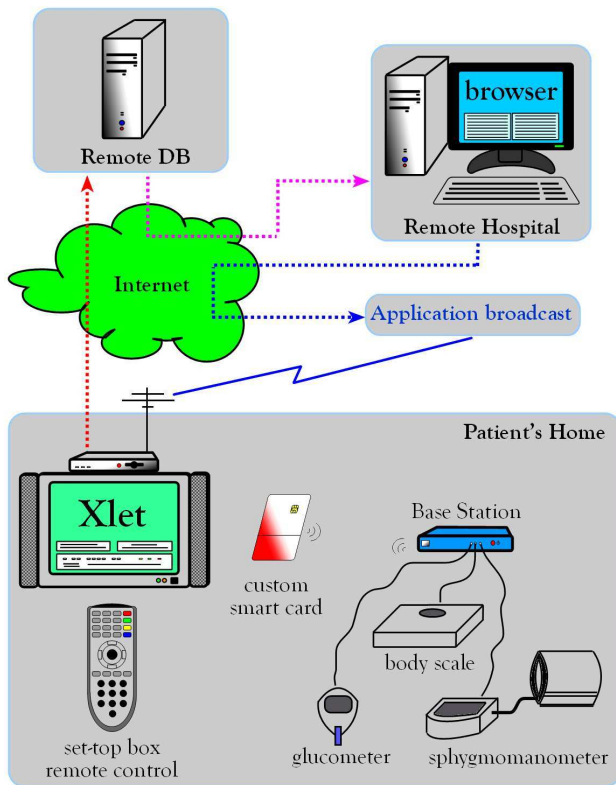 Remote DB
browser
Remote Hospital
Internet
Application broadcast
Patient's Home
Xlet
custom
smart card
Base Station
body scale
glucometer
sphygmomanometer
set-top box
remote control